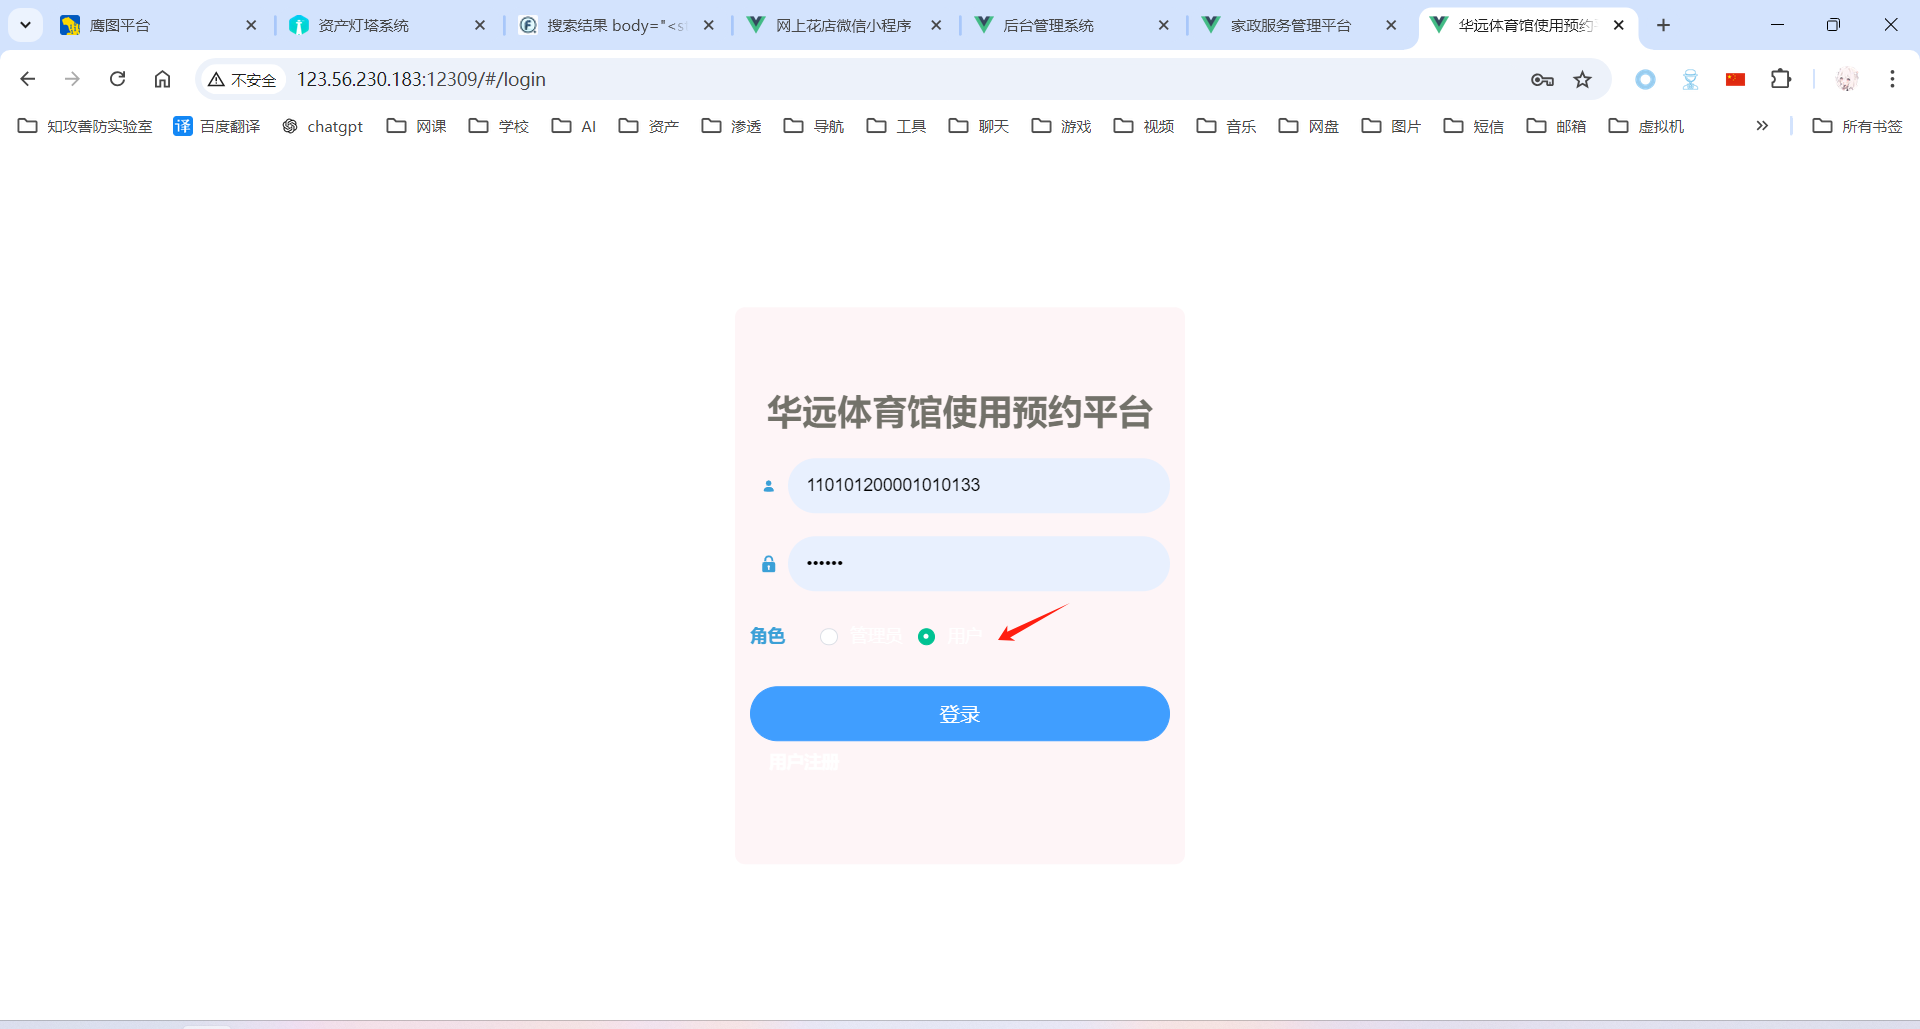 鹰图平台
资产灯塔系统
搜索结果 body="<s
网上花店微信小程序
后台管理系统
家政服务管理平台
华远体育馆使用预约
不安全 123.56.230.183:12309/#/login
知攻善防实验室 百度翻译 chatgpt 网课 学校 AI 资产 渗透 导航 工具 聊天 游戏 视频 音乐 网盘 图片 短信 邮箱 虚拟机 所有书签
华远体育馆使用预约平台
110101200001010133
••••••
角色 管理员 用户
登录
用户注册